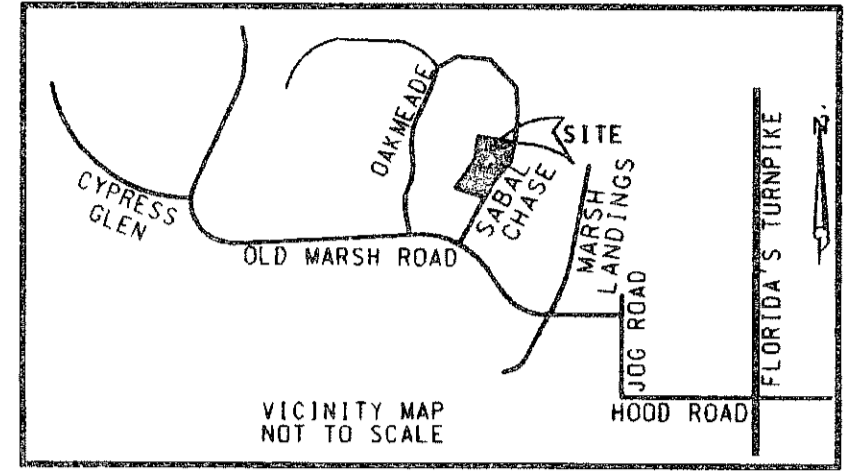 CYPRESS
GLEN
OAKMEADE
SITE
SABAL
CHASE
MARSH
LANDINGS
OLD MARSH ROAD
JOG ROAD
HOOD ROAD
FLORIDA'S TURNPIKE
N.
VICINITY MAP
NOT TO SCALE